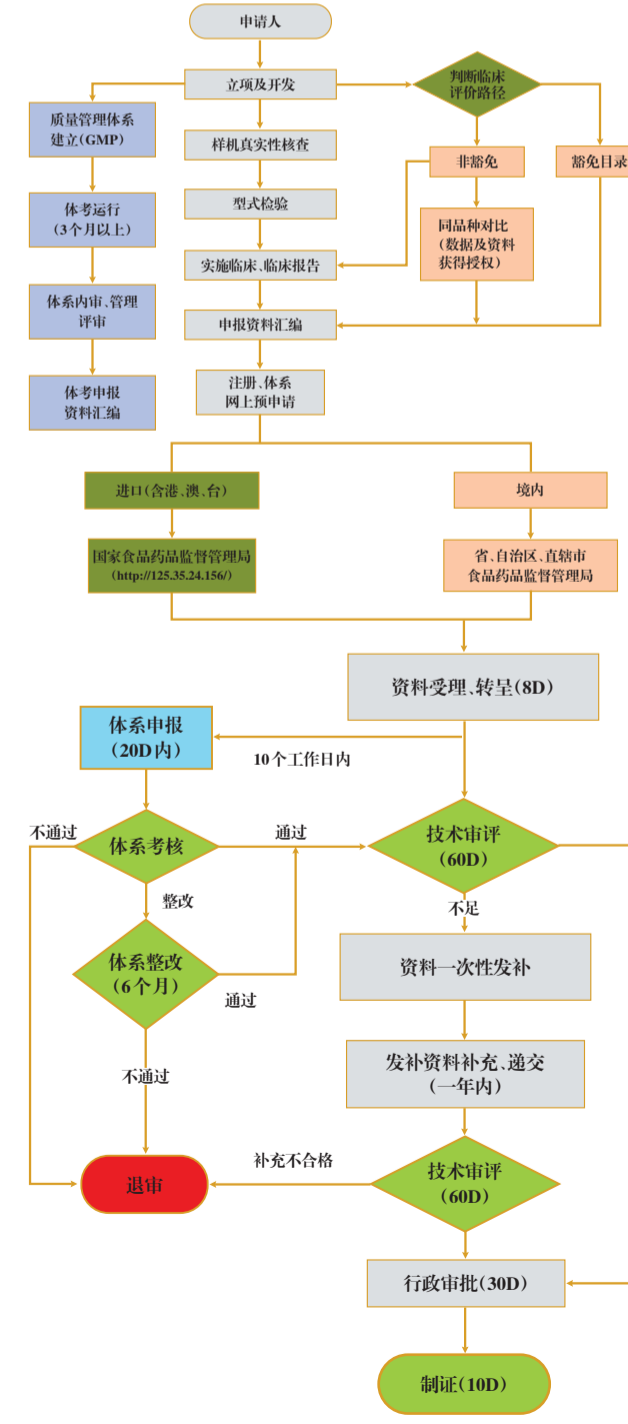 申请人
立项及开发
判断临床
评价路径
质量管理体系
建立(GMP)
样机真实性核查
非豁免
豁免目录
体考运行
(3个月以上)
型式检验
同品种对比
(数据及资料
获得授权)
实施临床、临床报告
体系内审、管理
评审
申报资料汇编
体考申报
资料汇编
注册、体系
网上预申请
进口(含港、澳、台)
境内
国家食品药品监督管理局
(http://125.35.24.156/)
省、自治区、直辖市
食品药品监督管理局
资料受理、转呈(8D)
体系申报
(20D内)
10个工作日内
不通过
体系考核
通过
技术审评
(60D)
整改
不足
体系整改
(6个月)
通过
资料一次性发补
不通过
发补资料补充、递交
(一年内)
补充不合格
退审
技术审评
(60D)
行政审批(30D)
制证(10D)